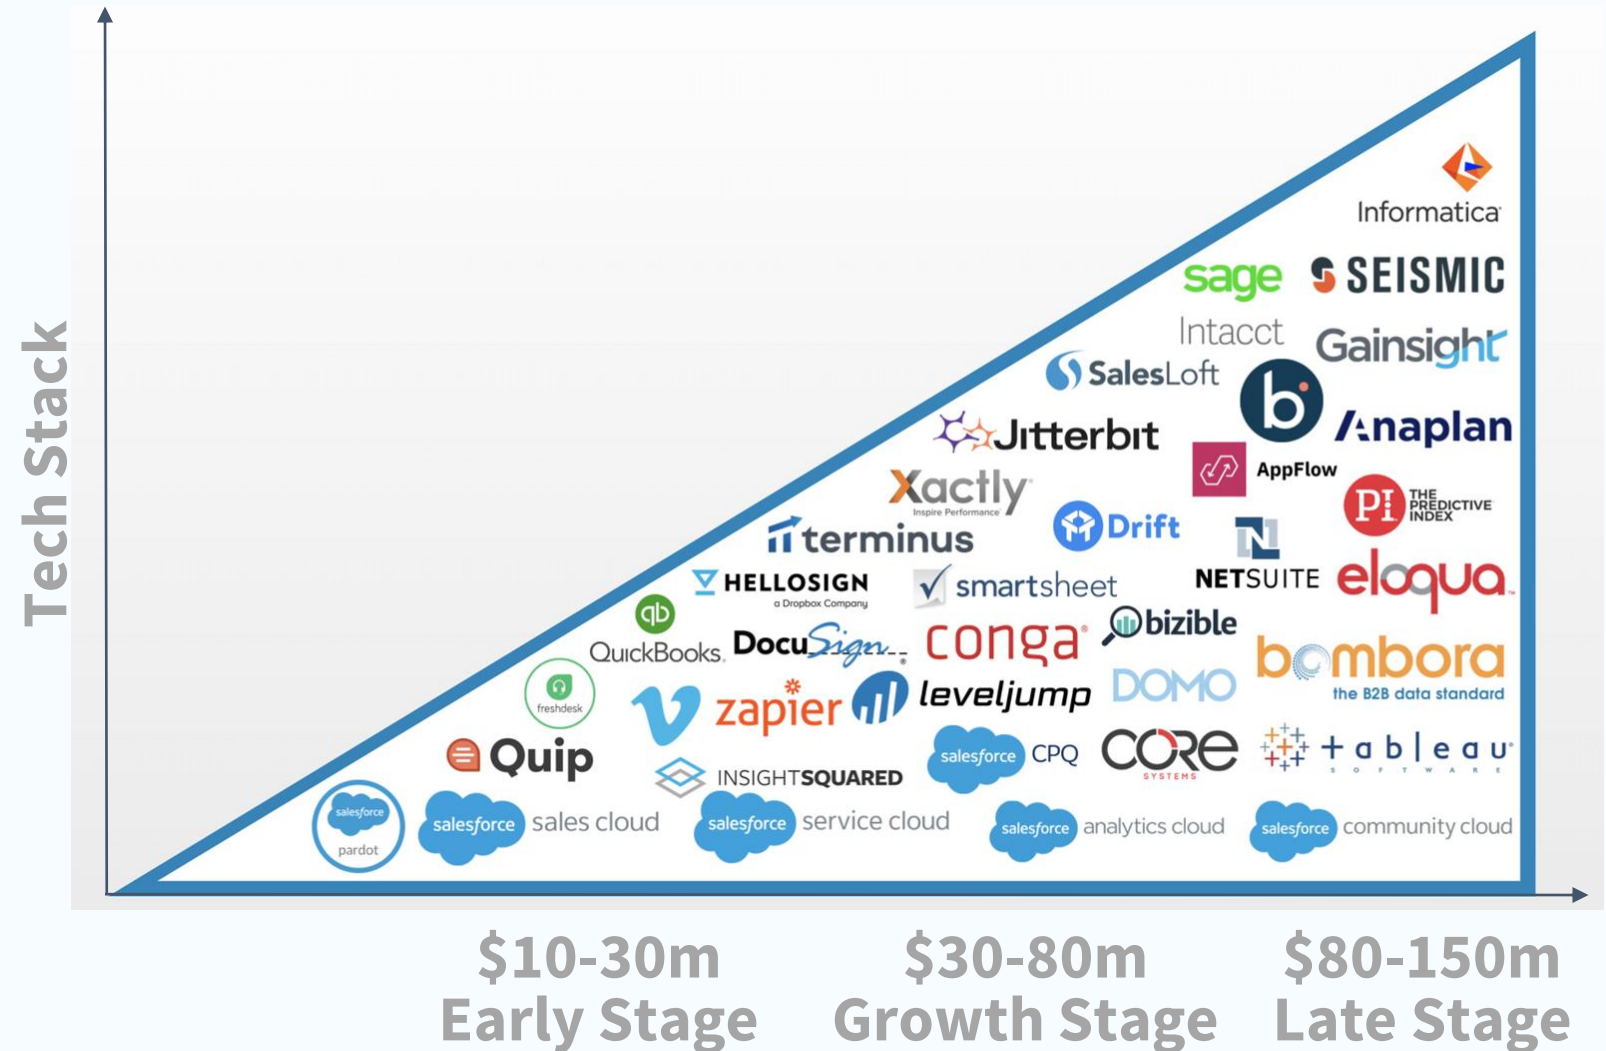 Tech Stack
Informatica
sage
Intacct
SEISMIC
Gainsight
SalesLoft
b
Anaplan
Jitterbit
AppFlow
Xactly
Inspire Performance
PI THE PREDICTIVE INDEX
terminus
Drift
NETSUITE
HELLOSIGN
a Dropbox Company
smartsheet
eloqua
qb
QuickBooks.
DocuSign
conga
bizible
bombora
the B2B data standard
freshdesk
zapier
leveljump
DOMO
Quip
INSIGHTSQUARED
salesforce CPQ
CORE
SYSTEMS
+ableau
SOFTWARE
salesforce
pardot
salesforce sales cloud
salesforce service cloud
salesforce analytics cloud
salesforce community cloud
$10-30m
Early Stage
$30-80m
Growth Stage
$80-150m
Late Stage